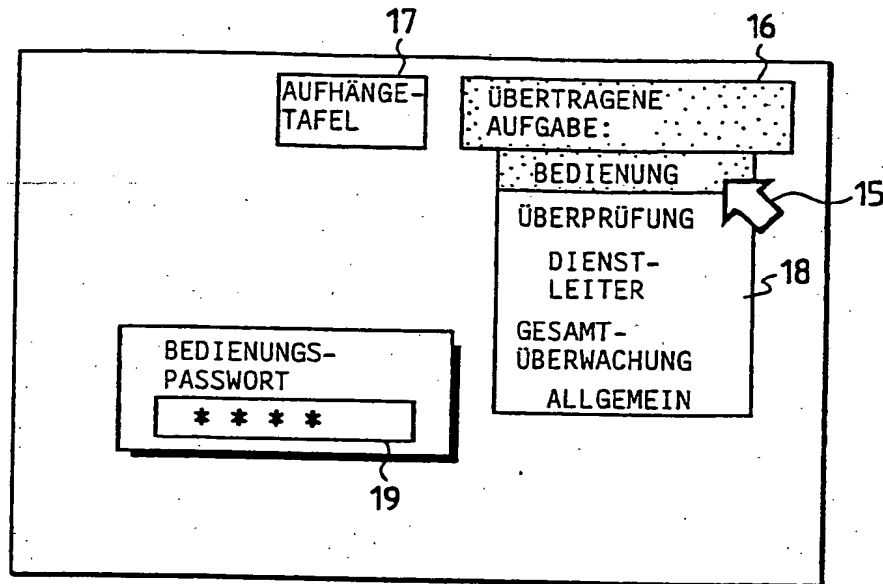 17
16
AUFHÄNGE-
TAFEL
ÜBERTRAGENE
AUFGABE:
BEDIENUNG
15
ÜBERPRÜFUNG
DIENST-
LEITER
18
GESAMT-
ÜBERWACHUNG
ALLGEMEIN
BEDIENUNGS-
PASSWORT
* * * *
19